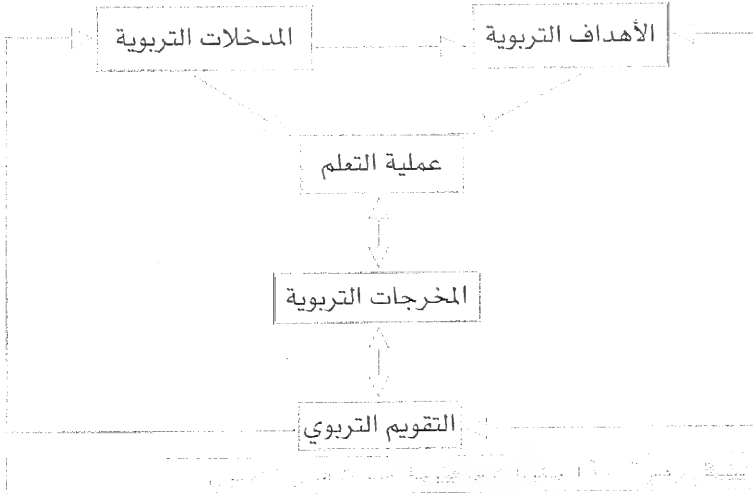 الأهداف التربوية
المدخلات التربوية
عملية التعلم
المخرجات التربوية
التقويم التربوي